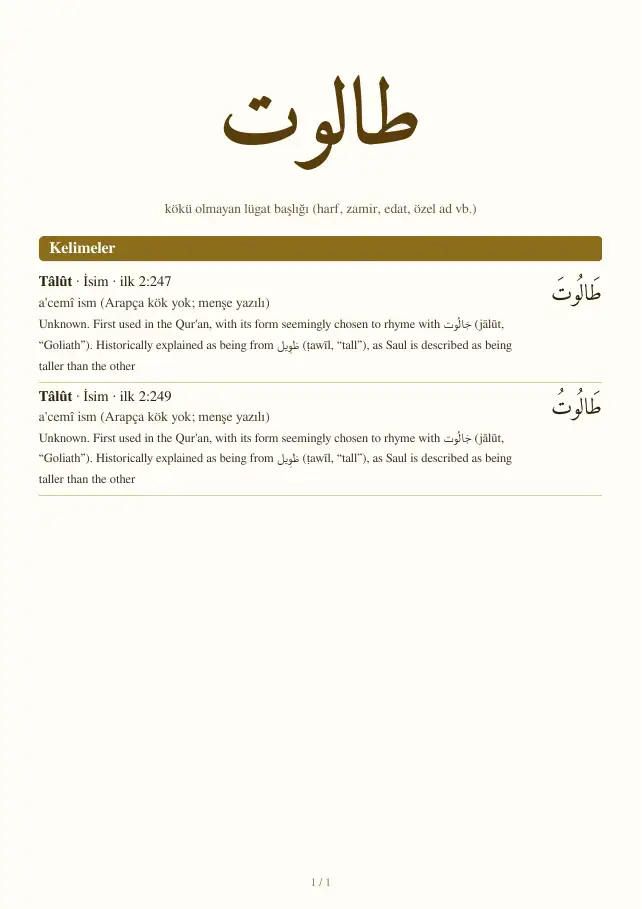 طالوت
kökü olmayan lügat başlığı (harf, zamir, edat, özel ad vb.)
Kelimeler
Tâlût · İsim · ilk 2:247 طَالُوتَ
a'cemî ism (Arapça kök yok; menşe yazılı)
Unknown. First used in the Qur'an, with its form seemingly chosen to rhyme with جَالُوت (jālūt,
“Goliath”). Historically explained as being from طَوِيل (ṭawīl, “tall”), as Saul is described as being
taller than the other
Tâlût · İsim · ilk 2:249 طَالُوتُ
a'cemî ism (Arapça kök yok; menşe yazılı)
Unknown. First used in the Qur'an, with its form seemingly chosen to rhyme with جَالُوت (jālūt,
“Goliath”). Historically explained as being from طَوِيل (ṭawīl, “tall”), as Saul is described as being
taller than the other
1 / 1